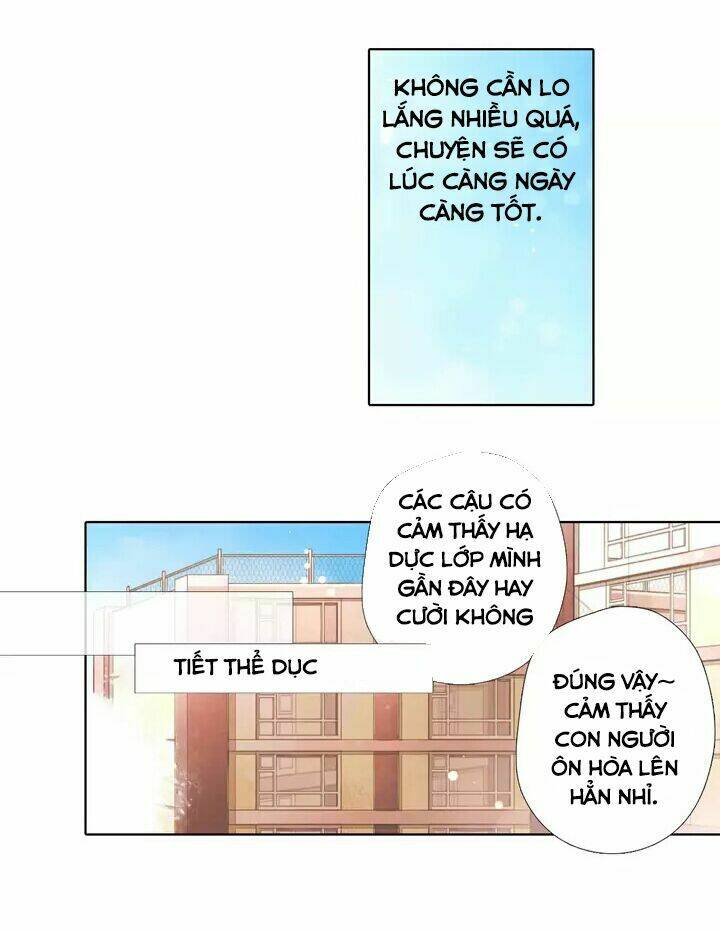 KHÔNG CẦN LO
LẮNG NHIỀU QUÁ,
CHUYỆN SẼ CÓ
LÚC CÀNG NGÀY
CÀNG TỐT.
CÁC CẬU CÓ
CẢM THẤY HẠ
DỰC LỚP MÌNH
GẦN ĐÂY HAY
CƯỜI KHÔNG
TIẾT THỂ DỤC
ĐÚNG VẬY~
CẢM THẤY
CON NGƯỜI
ÔN HÒA LÊN
HẲN NHỈ.